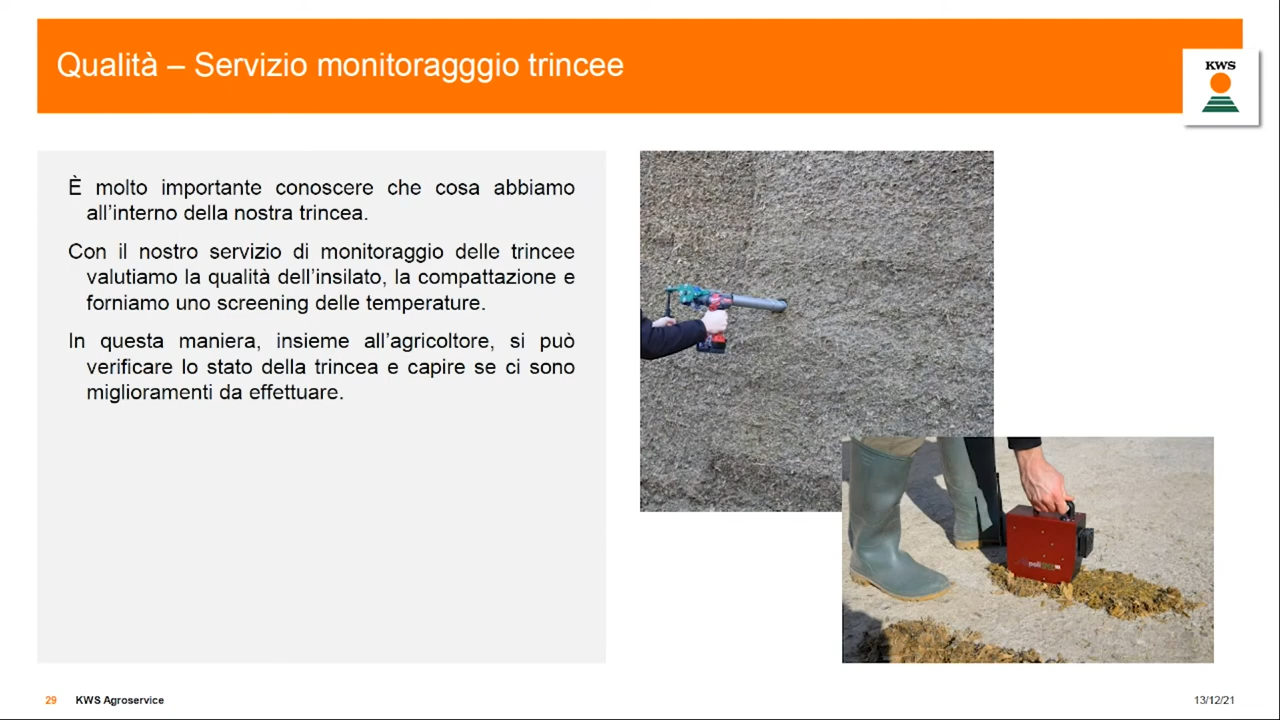 Qualità – Servizio monitoragggio trincee
KWS
È molto importante conoscere che cosa abbiamo
all’interno della nostra trincea.
Con il nostro servizio di monitoraggio delle trincee
valutiamo la qualità dell’insilato, la compattazione e
forniamo uno screening delle temperature.
In questa maniera, insieme all’agricoltore, si può
verificare lo stato della trincea e capire se ci sono
miglioramenti da effettuare.
29 KWS Agroservice
13/12/21